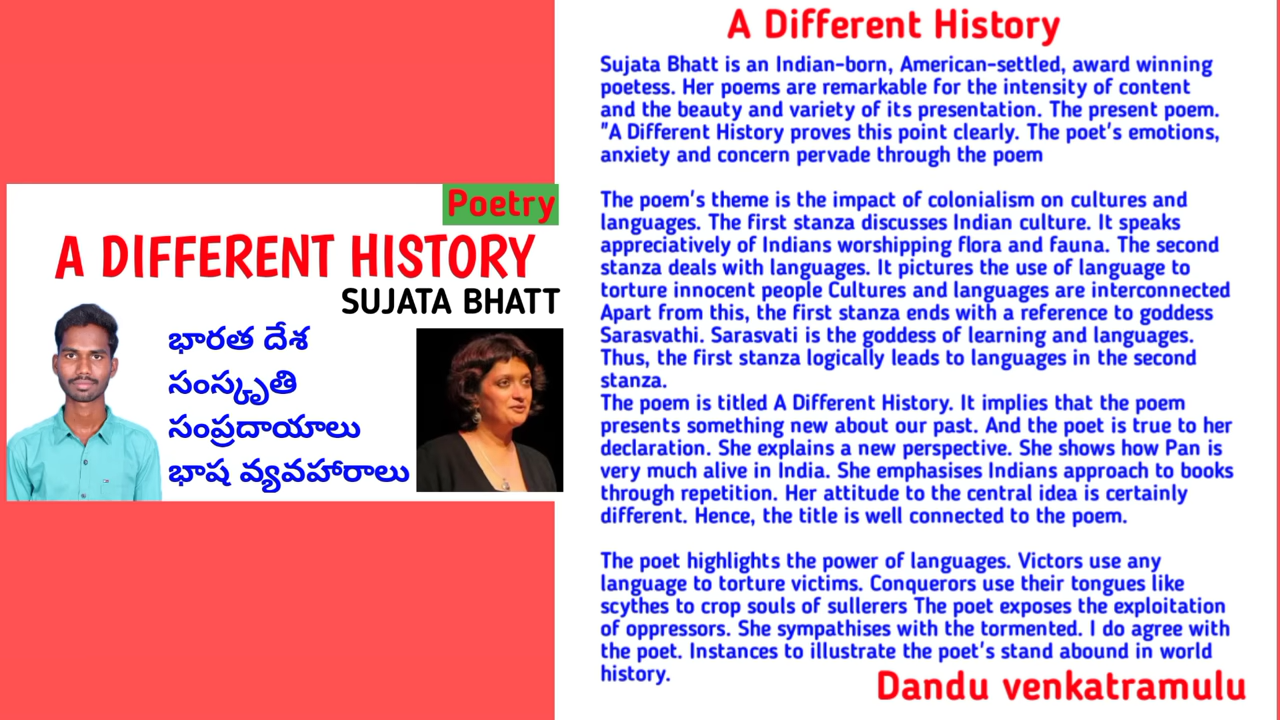 Poetry
A DIFFERENT HISTORY
SUJATA BHATT
భారత దేశ
సంస్కృతి
సంప్రదాయాలు
భాష వ్యవహారాలు
A Different History
Sujata Bhatt is an Indian-born, American-settled, award winning
poetess. Her poems are remarkable for the intensity of content
and the beauty and variety of its presentation. The present poem.
"A Different History proves this point clearly. The poet's emotions,
anxiety and concern pervade through the poem
The poem's theme is the impact of colonialism on cultures and
languages. The first stanza discusses Indian culture. It speaks
appreciatively of Indians worshipping flora and fauna. The second
stanza deals with languages. It pictures the use of language to
torture innocent people Cultures and languages are interconnected
Apart from this, the first stanza ends with a reference to goddess
Sarasvathi. Sarasvati is the goddess of learning and languages.
Thus, the first stanza logically leads to languages in the second
stanza.
The poem is titled A Different History. It implies that the poem
presents something new about our past. And the poet is true to her
declaration. She explains a new perspective. She shows how Pan is
very much alive in India. She emphasises Indians approach to books
through repetition. Her attitude to the central idea is certainly
different. Hence, the title is well connected to the poem.
The poet highlights the power of languages. Victors use any
language to torture victims. Conquerors use their tongues like
scythes to crop souls of sullerers The poet exposes the exploitation
of oppressors. She sympathises with the tormented. I do agree with
the poet. Instances to illustrate the poet's stand abound in world
history.
Dandu venkatramulu